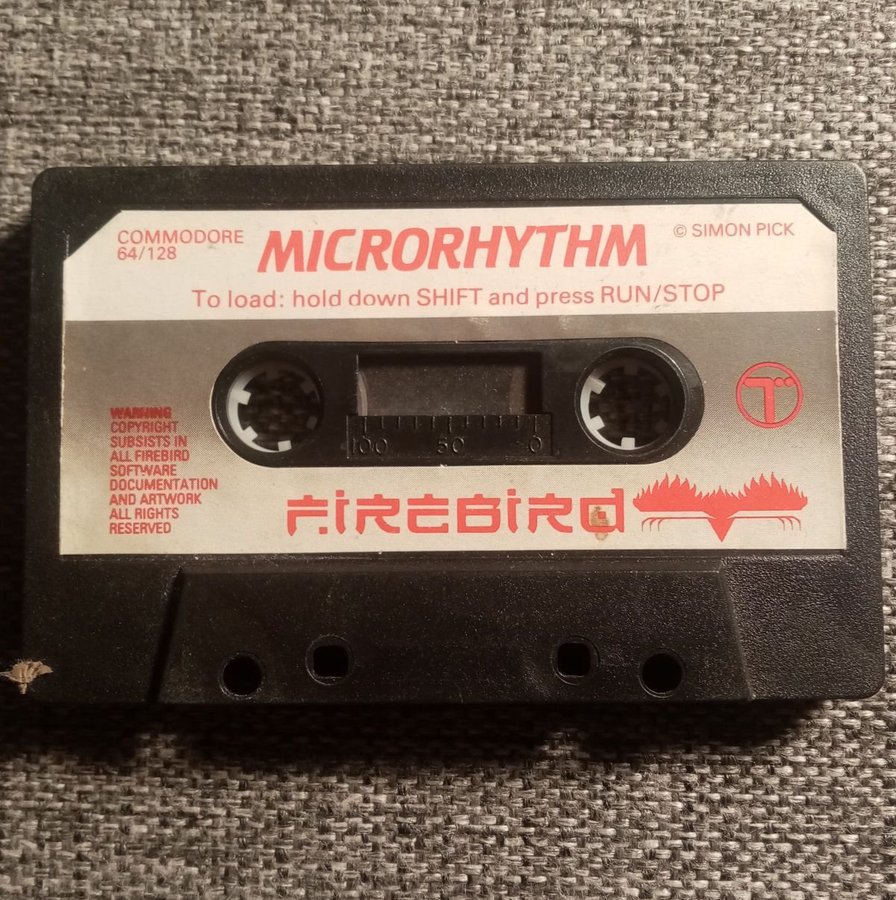 COMMODORE
64/128
MICRORHYTHM
© SIMON PICK
To load: hold down SHIFT and press RUN/STOP
100 50 0
WARNING
COPYRIGHT
SUBSISTS IN
ALL FIREBIRD
SOFTWARE
DOCUMENTATION
AND ARTWORK
ALL RIGHTS
RESERVED
T
FIREBIRD